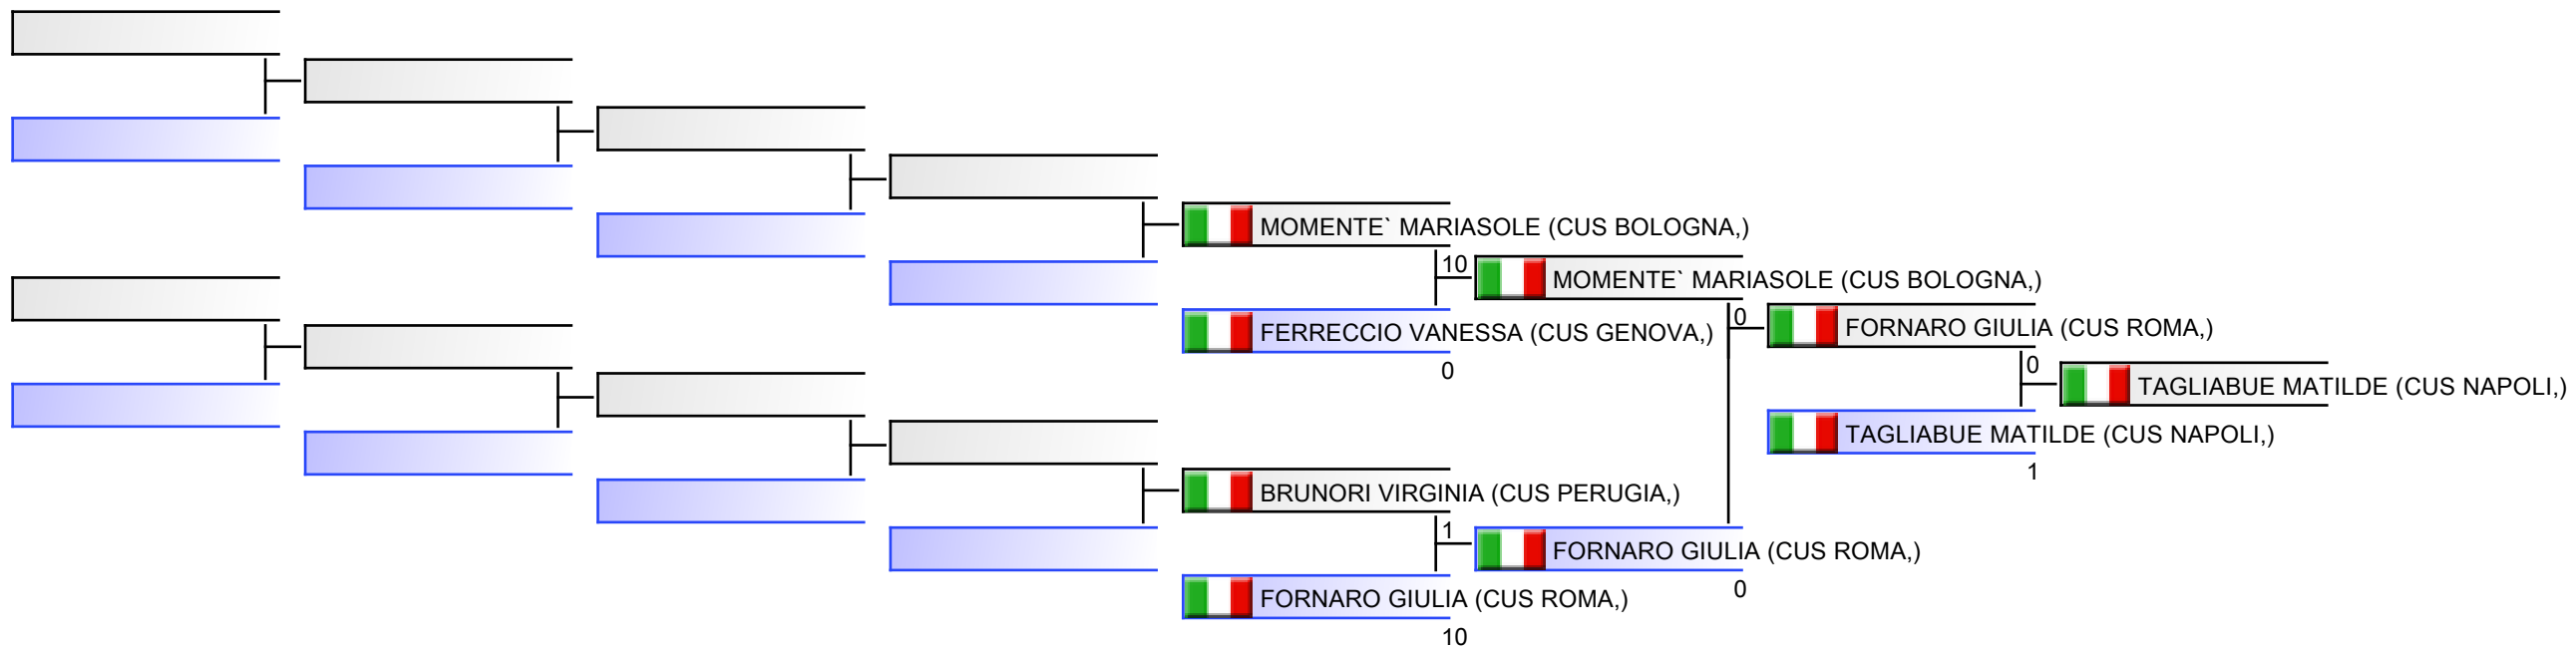 MOMENTE` MARIASOLE (CUS BOLOGNA,)
10
MOMENTE` MARIASOLE (CUS BOLOGNA,)
FERRECCIO VANESSA (CUS GENOVA,)
0
0
FORNARO GIULIA (CUS ROMA,)
0
TAGLIABUE MATILDE (CUS NAPOLI,)
TAGLIABUE MATILDE (CUS NAPOLI,)
1
BRUNORI VIRGINIA (CUS PERUGIA,)
1
FORNARO GIULIA (CUS ROMA,)
0
FORNARO GIULIA (CUS ROMA,)
10